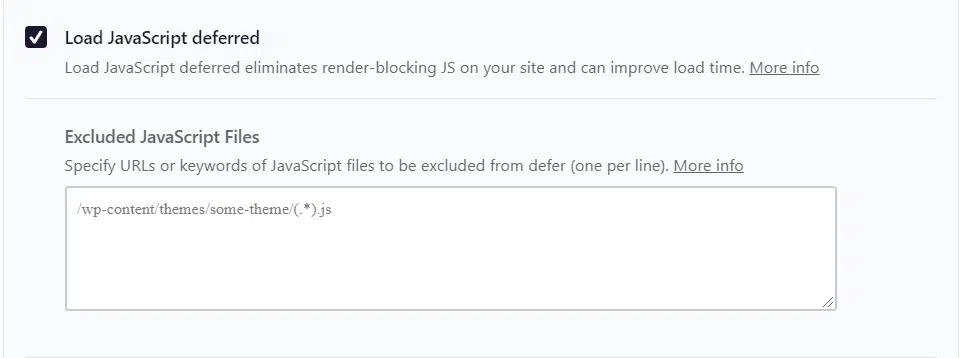 Load JavaScript deferred
Load JavaScript deferred eliminates render-blocking JS on your site and can improve load time. More info
Excluded JavaScript Files
Specify URLs or keywords of JavaScript files to be excluded from defer (one per line). More info
/wp-content/themes/some-theme/(.*).js